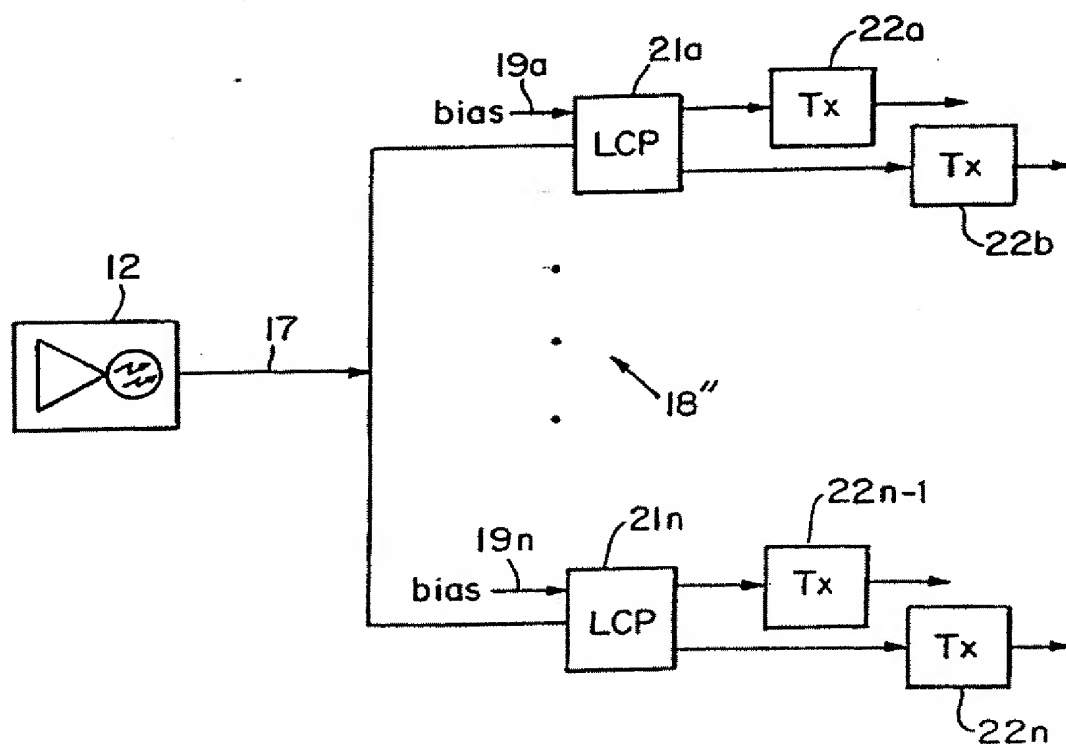 22a
21a
19a
Tx
bias
LCP
Tx
22b
12
17
18"
22n-1
21n
19n
Tx
bias
LCP
Tx
22n